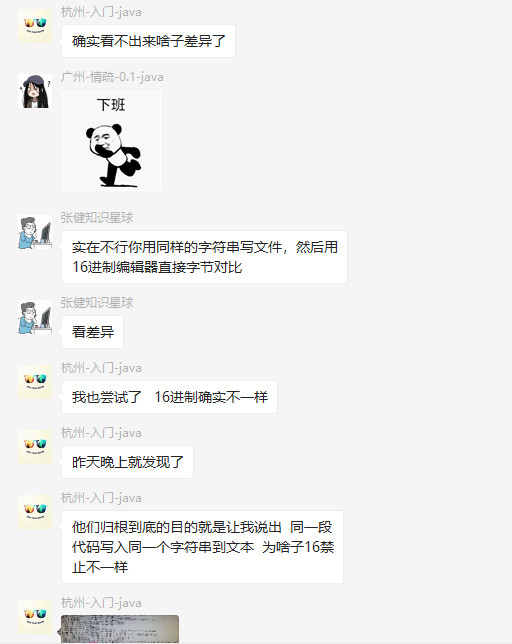 杭州-入门-java
确实看不出来啥子差异了
广州-情疏-0.1-java
下班
张健知识星球
实在不行你用同样的字符串写文件，然后用
16进制编辑器直接字节对比
张健知识星球
看差异
杭州-入门-java
我也尝试了 16进制确实不一样
杭州-入门-java
昨天晚上就发现了
杭州-入门-java
他们归根到底的目的就是让我说出 同一段
代码写入同一个字符串到文本 为啥子16禁
止不一样
杭州-入门-java